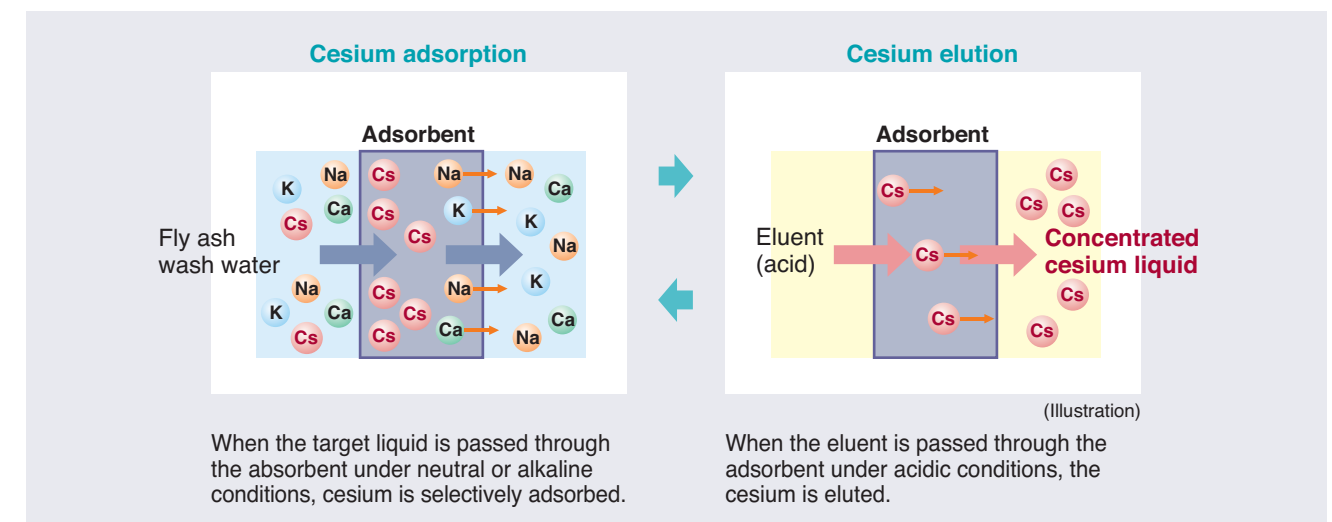 Cesium adsorption
Adsorbent
K
Na
Cs
Ca
Cs
Cs
Cs
Na
K
Na
Ca
K
Na
Fly ash
wash water
Na
K
Ca
Cs
Cs
Cs
Cs
Na
Ca
K
Ca
Na
Cesium elution
Adsorbent
Cs
Cs
Cs
Cs
Cs
Cs
Eluent
(acid)
Concentrated
cesium liquid
Cs
Cs
Cs
(Illustration)
When the target liquid is passed through
the absorbent under neutral or alkaline
conditions, cesium is selectively adsorbed.
When the eluent is passed through the
adsorbent under acidic conditions, the
cesium is eluted.